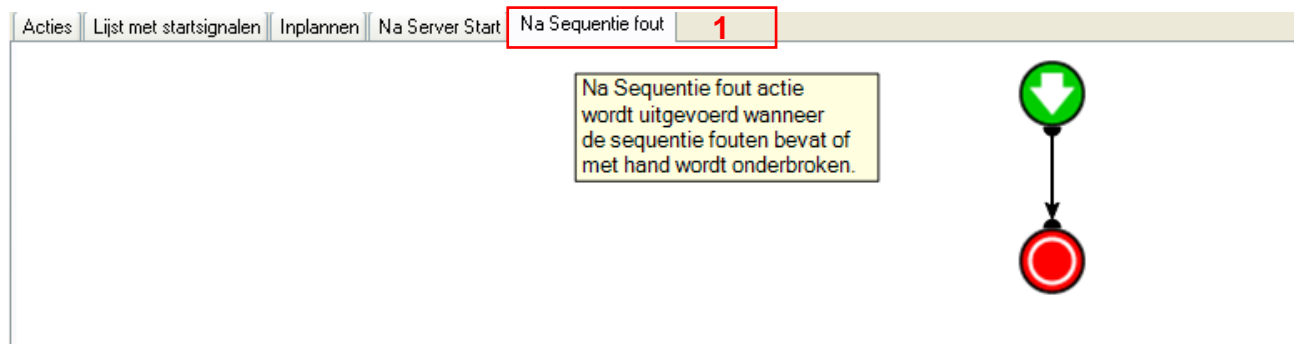 Acties Lijst met startsignalen Inplannen Na Server Start Na Sequentie fout 1
Na Sequentie fout actie
wordt uitgevoerd wanneer
de sequentie fouten bevat of
met hand wordt onderbroken.